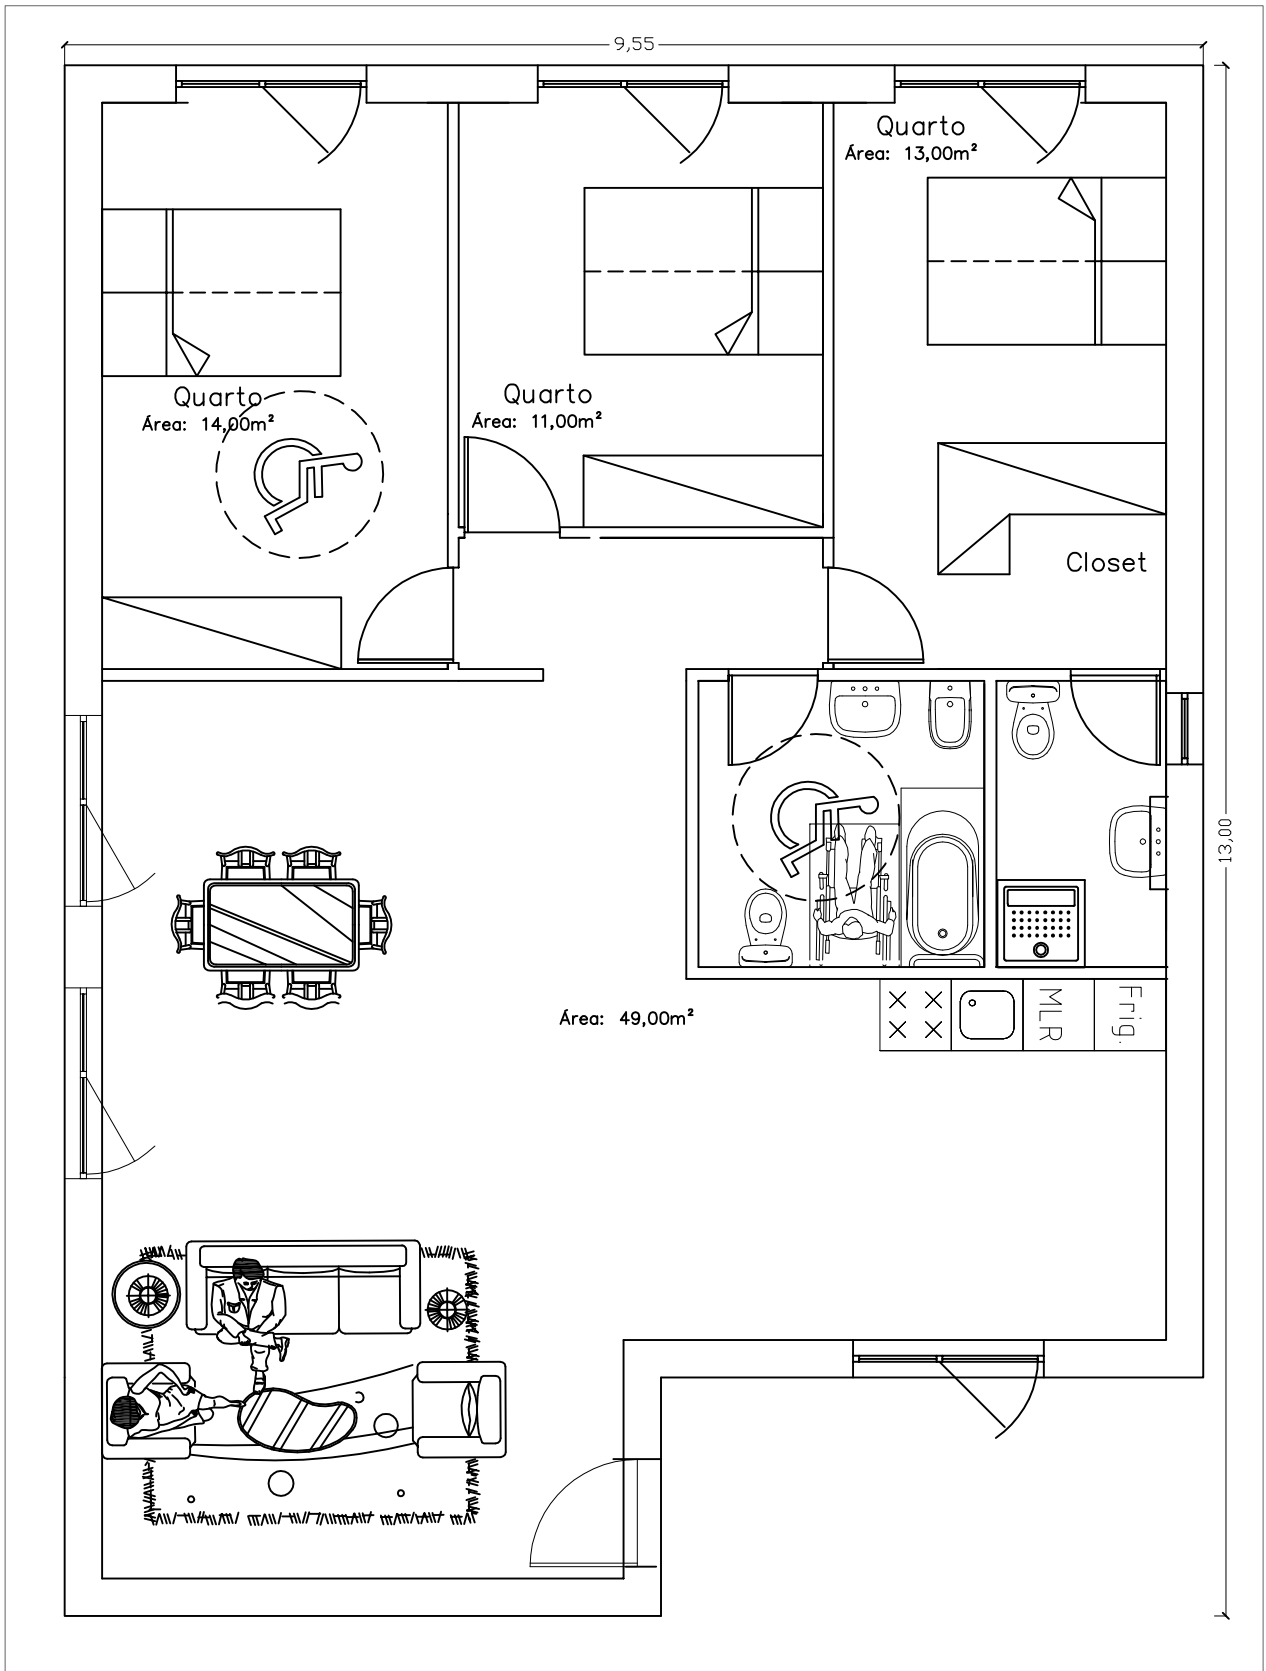 9,55
Quarto
Área: 13,00m²
Quarto
Área: 14,00m²
Quarto
Área: 11,00m²
Closet
13,00
Área: 49,00m²
MLR
Frig.